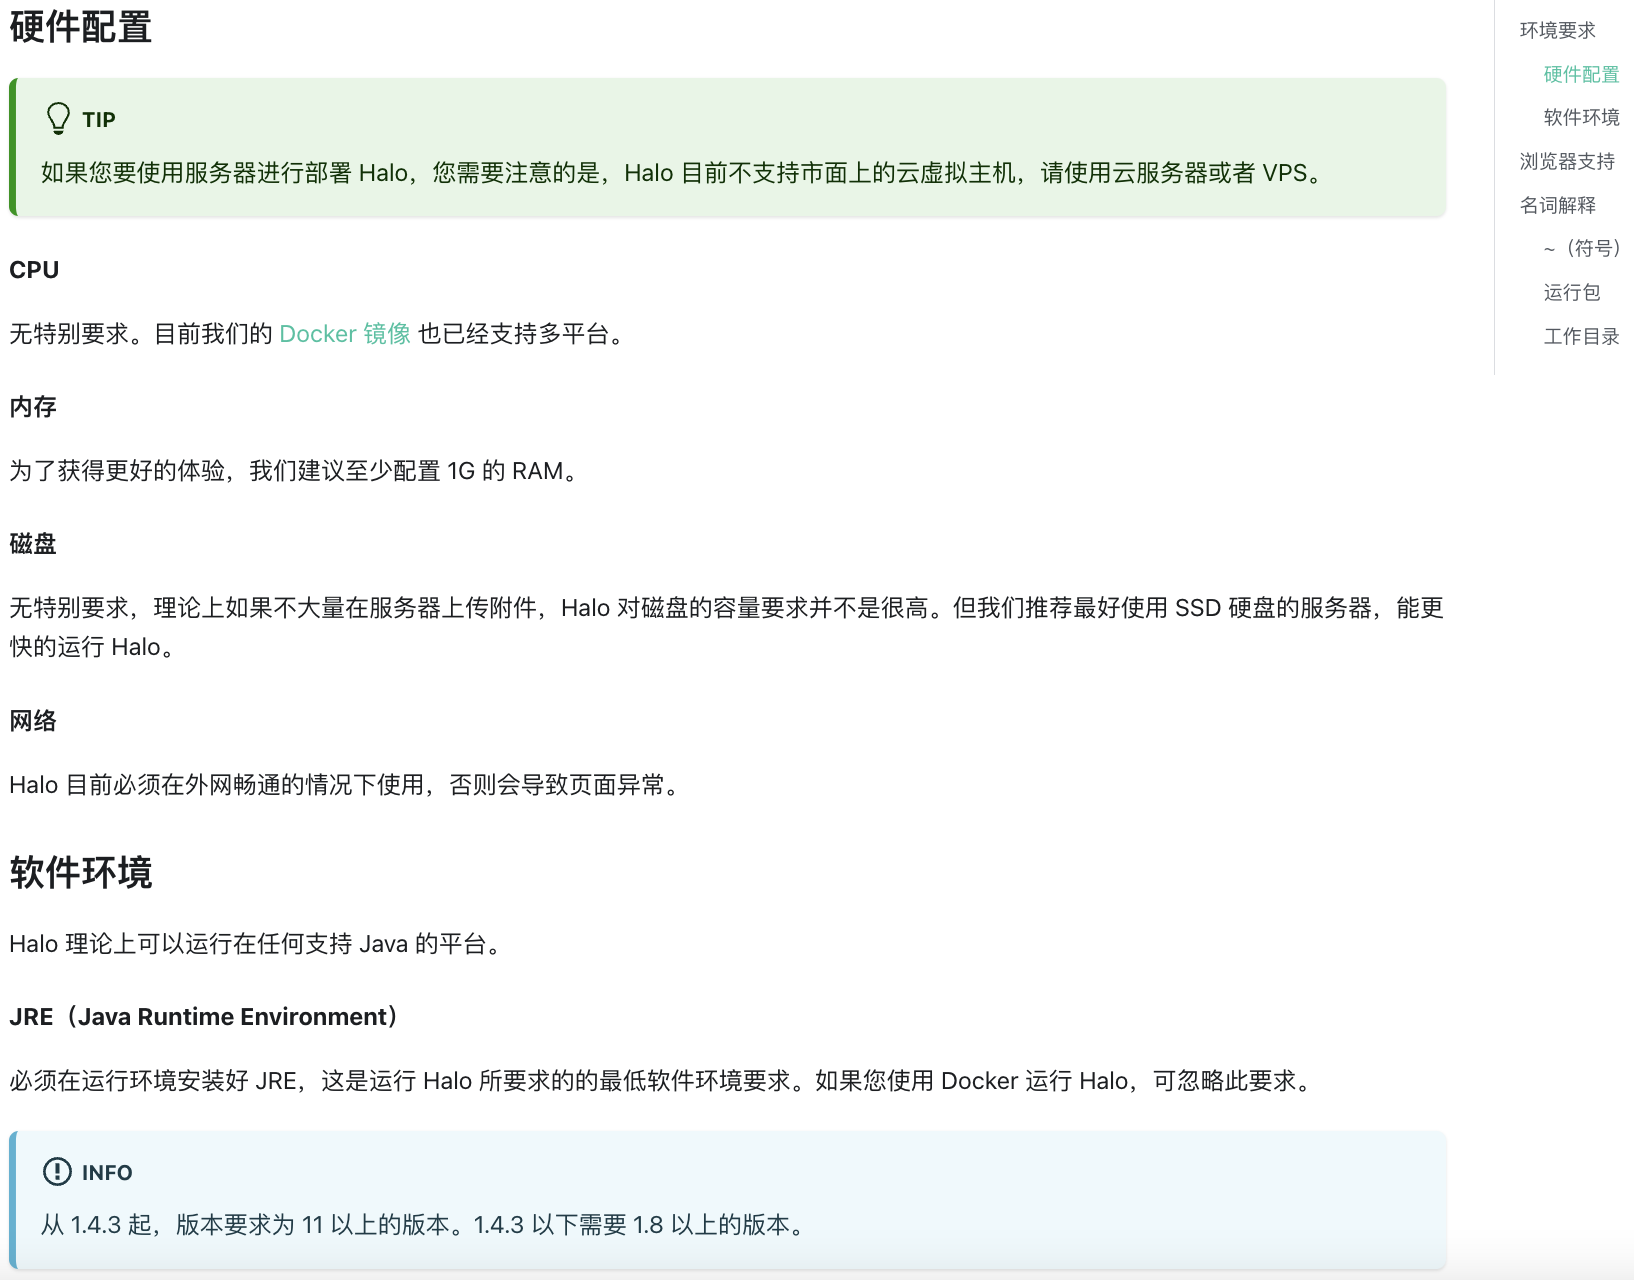 硬件配置
TIP
如果您要使用服务器进行部署 Halo，您需要注意的是，Halo 目前不支持市面上的云虚拟主机，请使用云服务器或者 VPS。
CPU
无特别要求。目前我们的 Docker 镜像 也已经支持多平台。
内存
为了获得更好的体验，我们建议至少配置 1G 的 RAM。
磁盘
无特别要求，理论上如果不大量在服务器上传附件，Halo 对磁盘的容量要求并不是很高。但我们推荐最好使用 SSD 硬盘的服务器，能更
快的运行 Halo。
网络
Halo 目前必须在外网畅通的情况下使用，否则会导致页面异常。
软件环境
Halo 理论上可以运行在任何支持 Java 的平台。
JRE（Java Runtime Environment）
必须在运行环境安装好 JRE，这是运行 Halo 所要求的的最低软件环境要求。如果您使用 Docker 运行 Halo，可忽略此要求。
INFO
从 1.4.3 起，版本要求为 11 以上的版本。1.4.3 以下需要 1.8 以上的版本。
环境要求
硬件配置
软件环境
浏览器支持
名词解释
~（符号）
运行包
工作目录